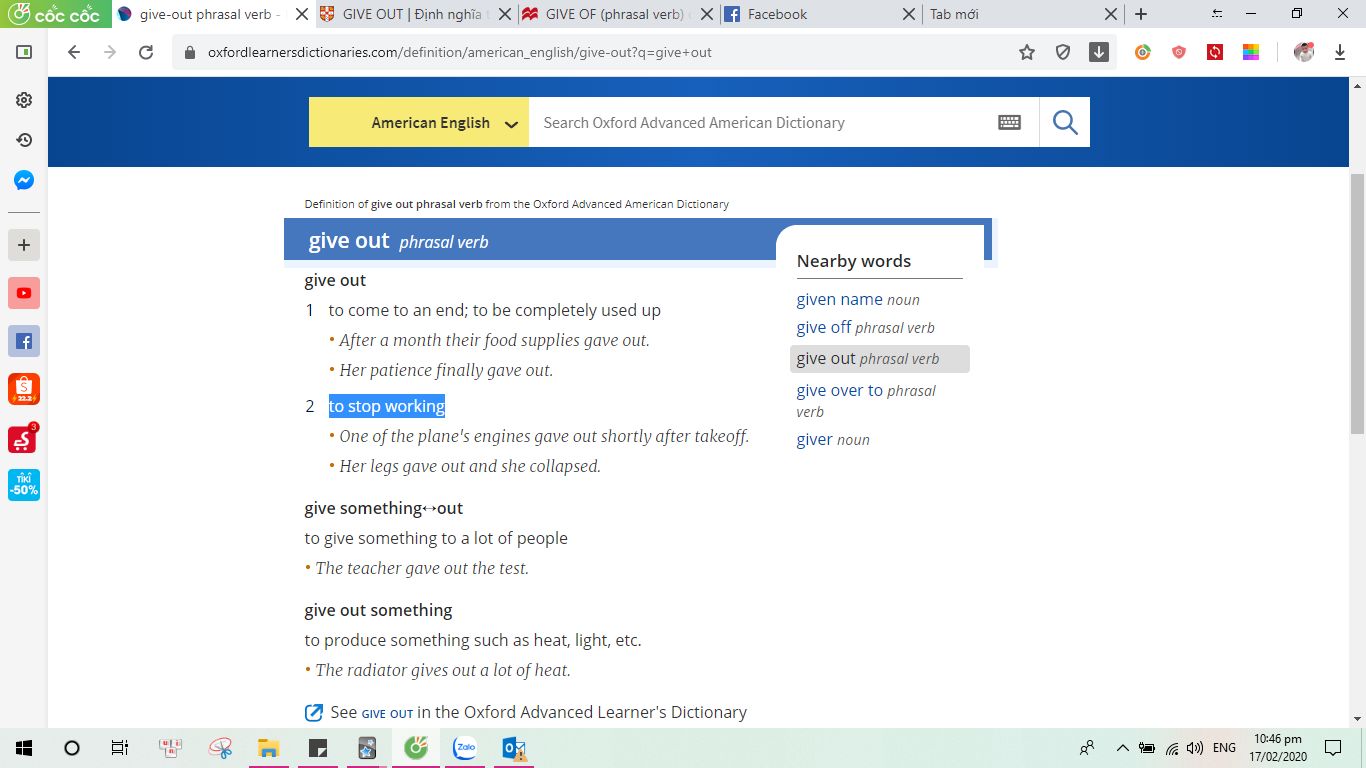 cốc cốc
give-out phrasal verb -
GIVE OUT | Định nghĩa
GIVE OF (phrasal verb)
Facebook
Tab mới
oxfordlearnersdictionaries.com/definition/american_english/give-out?q=give+out
American English
Search Oxford Advanced American Dictionary
Definition of give out phrasal verb from the Oxford Advanced American Dictionary
give out phrasal verb
give out
1 to come to an end; to be completely used up
• After a month their food supplies gave out.
• Her patience finally gave out.
2 to stop working
• One of the plane's engines gave out shortly after takeoff.
• Her legs gave out and she collapsed.
give something↔out
to give something to a lot of people
• The teacher gave out the test.
give out something
to produce something such as heat, light, etc.
• The radiator gives out a lot of heat.
See GIVE OUT in the Oxford Advanced Learner's Dictionary
Nearby words
given name noun
give off phrasal verb
give out phrasal verb
give over to phrasal
verb
giver noun
22.2
3
TIKI
-50%
Zalo
ENG
10:46 pm
17/02/2020